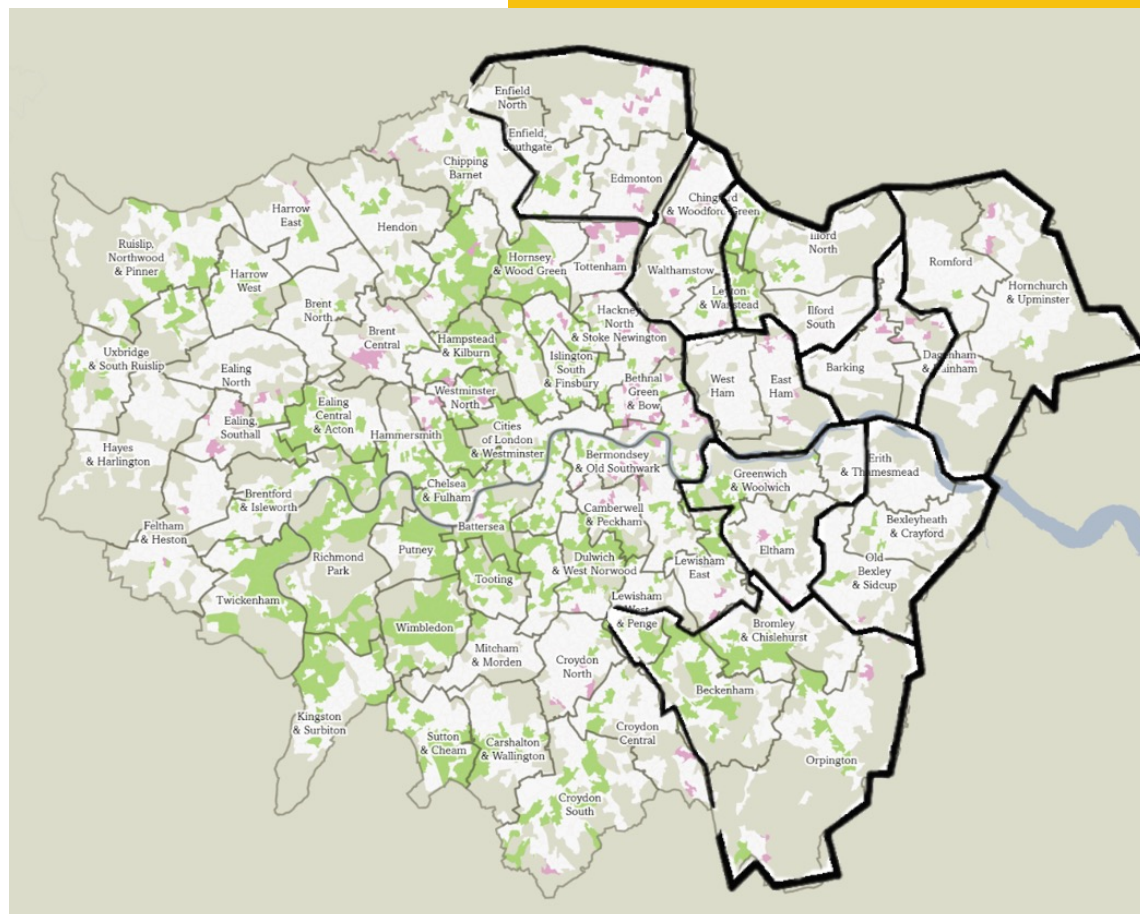 Enfield
North
Enfield,
Southgate
Chipping
Barnet
Edmonton
Chingford
& Woodford Green
Harrow
East
Hendon
Ruislip,
Northwood
& Pinner
Hornsey
& Wood Green
Tottenham
Walthamstow
Ilford
North
Romford
Harrow
West
Leyton
& Wanstead
Hornchurch
& Upminster
Brent
North
Hackney
North
& Stoke Newington
Ilford
South
Brent
Central
Hampstead
& Kilburn
Uxbridge
& South Ruislip
Islington
South
& Finsbury
Dagenham
& Rainham
Barking
Ealing
North
Bethnal
Green
& Bow
West
Ham
East
Ham
Westminster
North
Ealing
Central
& Acton
Ealing,
Southall
Hammersmith
Cities
of London
& Westminster
Hayes
& Harlington
Bermondsey
& Old Southwark
Erith
& Thamesmead
Greenwich
& Woolwich
Chelsea
& Fulham
Brentford
& Isleworth
Camberwell
& Peckham
Bexleyheath
& Crayford
Feltham
& Heston
Battersea
Eltham
Putney
Richmond
Park
Dulwich
& West Norwood
Lewisham
East
Old
Bexley
& Sidcup
Tooting
Twickenham
Lewisham
West
& Penge
Wimbledon
Bromley
& Chislehurst
Mitcham
& Morden
Croydon
North
Beckenham
Kingston
& Surbiton
Croydon
Central
Sutton
& Cheam
Carshalton
& Wallington
Orpington
Croydon
South